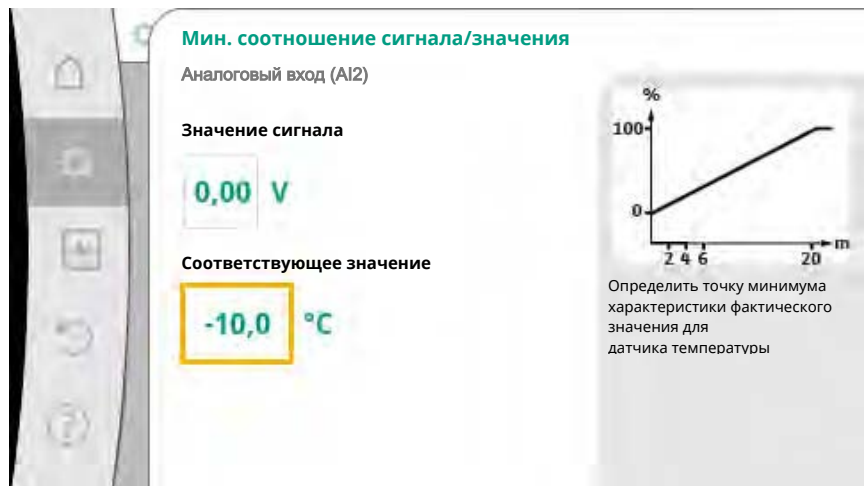 Мин. соотношение сигнала/значения
Аналоговый вход (AI2)
Значение сигнала
0,00 V
Соответствующее значение
-10,0 °C
%
100
0
m
2 4 6 20
Определить точку минимума
характеристики фактического
значения для
датчика температуры
?